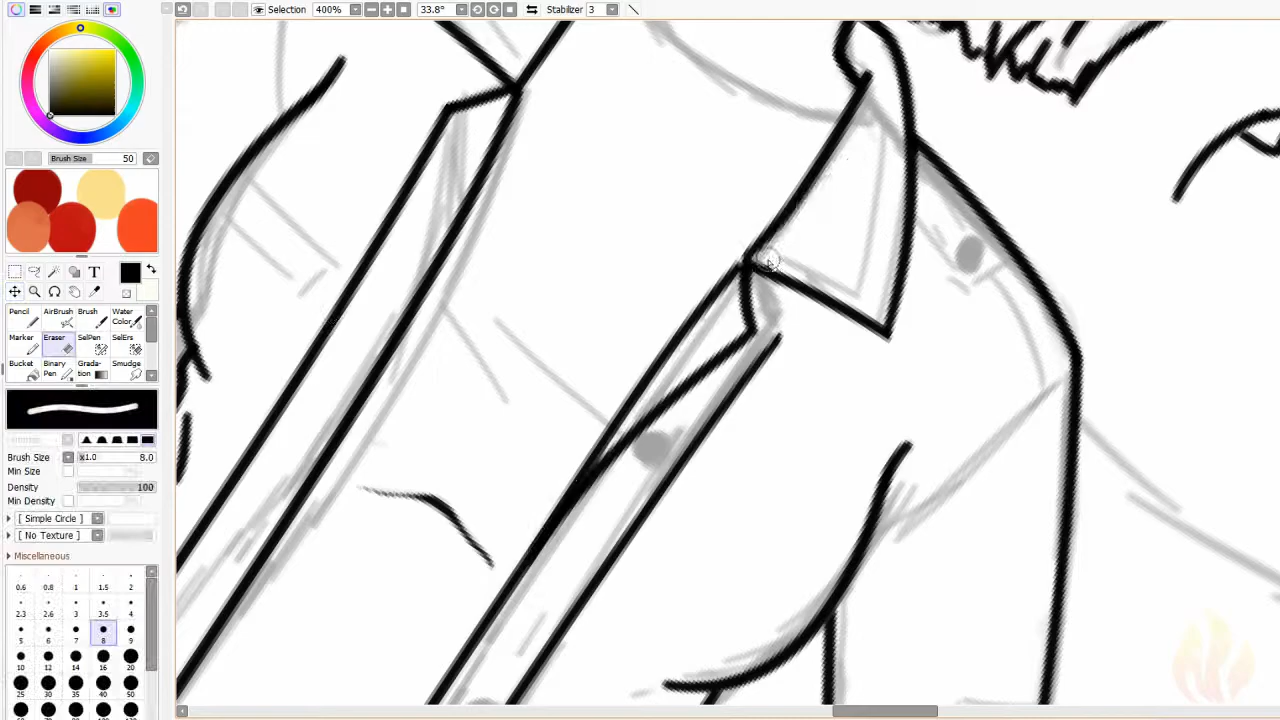 Selection 400% 33.8° Stabilizer 3
Brush Size 50
T
Pencil AirBrush Brush Water Color
Marker Eraser SelPen SelErs
Bucket Binary Pen Grada-tion Smudge
Brush Size x1.0 8.0
Min Size
Density 100
Min Density
[ Simple Circle ]
[ No Texture ]
Miscellaneous
0.6 0.8 1 1.5 2
2.3 2.6 3 3.5 4
5 6 7 8 9
10 12 14 16 20
25 30 35 40 50